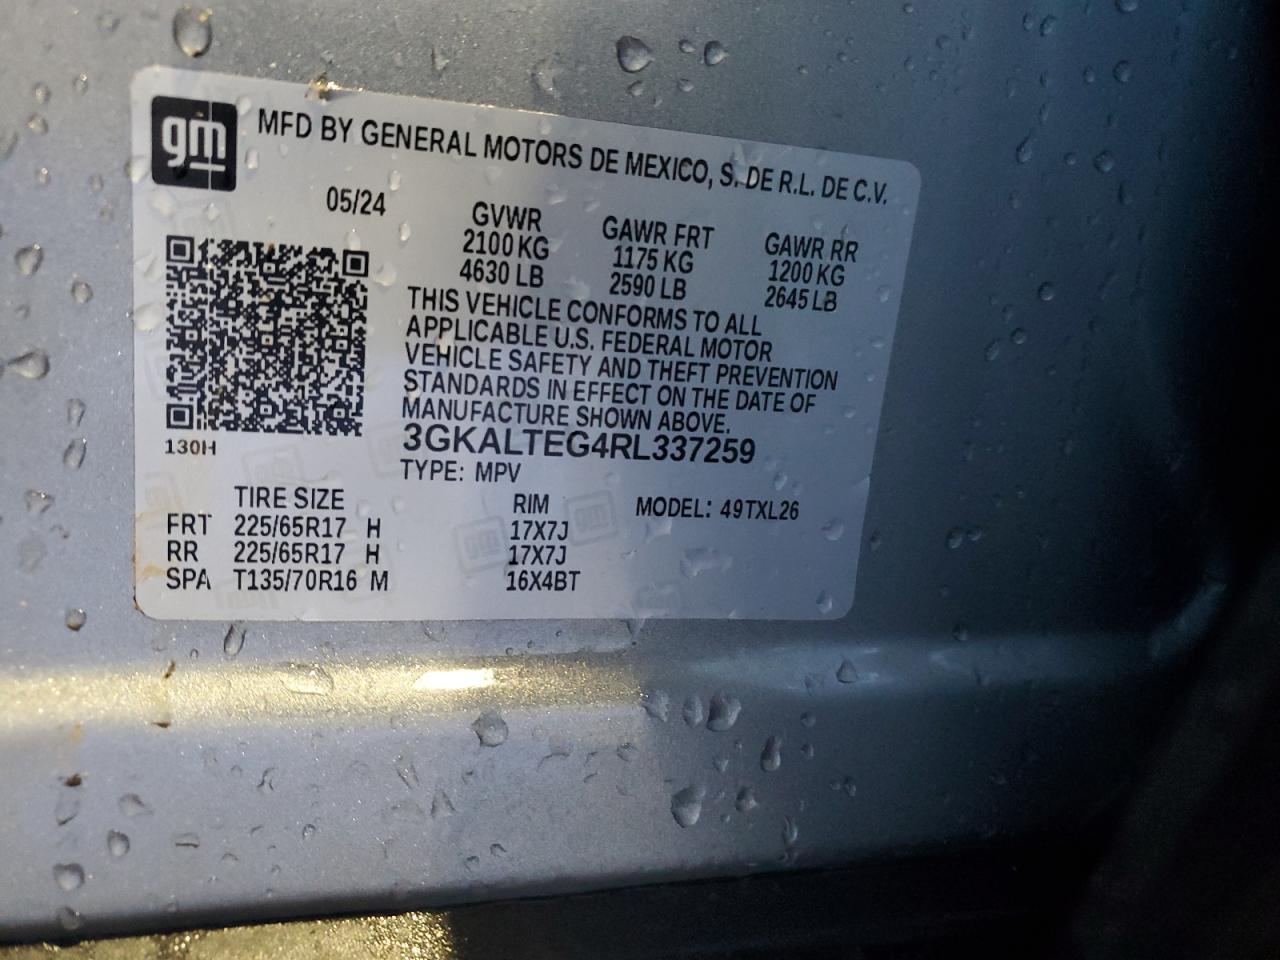 gm
MFD BY GENERAL MOTORS DE MEXICO, S. DE R.L. DE C.V.
05/24
GVWR GAWR FRT GAWR RR
2100 KG 1175 KG 1200 KG
4630 LB 2590 LB 2645 LB
THIS VEHICLE CONFORMS TO ALL
APPLICABLE U.S. FEDERAL MOTOR
VEHICLE SAFETY AND THEFT PREVENTION
STANDARDS IN EFFECT ON THE DATE OF
MANUFACTURE SHOWN ABOVE.
130H
3GKALTEG4RL337259
TYPE: MPV
TIRE SIZE RIM MODEL: 49TXL26
FRT 225/65R17 H 17X7J
RR 225/65R17 H 17X7J
SPA T135/70R16 M 16X4BT